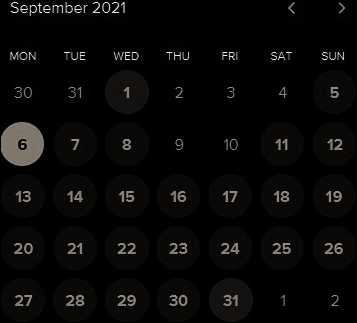 September 2021 < >
MON TUE WED THU FRI SAT SUN
30 31 1 2 3 4 5
6 7 8 9 10 11 12
13 14 15 16 17 18 19
20 21 22 23 24 25 26
27 28 29 30 31 1 2